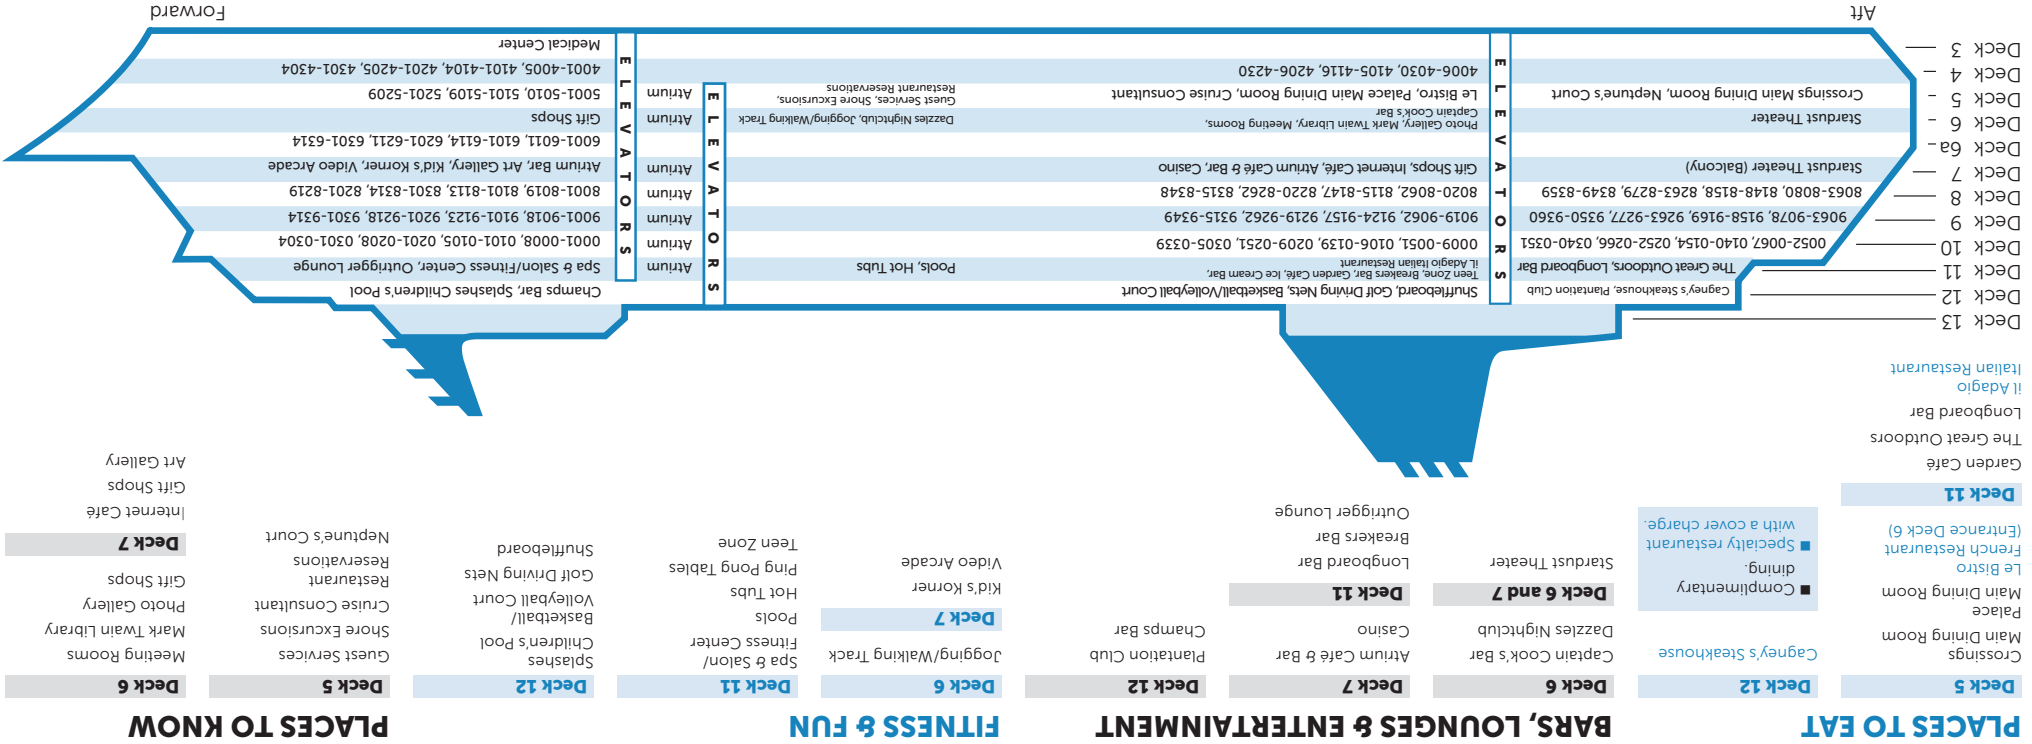 PLACES TO EAT
Deck 5
Crossings
Main Dining Room
Palace
Main Dining Room
Le Bistro
French Restaurant
(Entrance Deck 6)
Deck 11
Garden Café
The Great Outdoors
Longboard Bar
il Adagio
Italian Restaurant
Deck 12
Cagney's Steakhouse
■ Complimentary
dining.
■ Specialty restaurant
with a cover charge.
BARS, LOUNGES & ENTERTAINMENT
Deck 6
Captain Cook's Bar
Dazzles Nightclub
Deck 6 and 7
Stardust Theater
Deck 7
Atrium Café & Bar
Casino
Deck 11
Longboard Bar
Breakers Bar
Outrigger Lounge
Deck 12
Plantation Club
Champs Bar
FITNESS & FUN
Deck 6
Jogging/Walking Track
Deck 7
Kid's Korner
Video Arcade
Deck 11
Spa & Salon/
Fitness Center
Pools
Hot Tubs
Ping Pong Tables
Teen Zone
Deck 12
Splashes
Children's Pool
Basketball/
Volleyball Court
Golf Driving Nets
Shuffleboard
PLACES TO KNOW
Deck 5
Guest Services
Shore Excursions
Cruise Consultant
Restaurant
Reservations
Neptune's Court
Deck 6
Meeting Rooms
Mark Twain Library
Photo Gallery
Gift Shops
Deck 7
Internet Café
Gift Shops
Art Gallery
Deck 13
Deck 12
Cagney's Steakhouse, Plantation Club
Shuffleboard, Golf Driving Nets, Basketball/Volleyball Court
Champs Bar, Splashes Children's Pool
Deck 11
The Great Outdoors, Longboard Bar
Teen Zone, Breakers Bar, Garden Café, Ice Cream Bar,
iL Adagio Italian Restaurant
Pools, Hot Tubs
Atrium
Spa & Salon/Fitness Center, Outrigger Lounge
Deck 10
0052-0067, 0140-0154, 0252-0266, 0340-0351
0009-0051, 0106-0139, 0209-0251, 0305-0339
Atrium
0001-0008, 0101-0105, 0201-0208, 0301-0304
Deck 9
9063-9078, 9158-9169, 9263-9277, 9350-9360
9019-9062, 9124-9157, 9219-9262, 9315-9349
Atrium
9001-9018, 9101-9123, 9201-9218, 9301-9314
Deck 8
8063-8080, 8148-8158, 8263-8279, 8349-8359
8020-8062, 8115-8147, 8220-8262, 8315-8348
Atrium
8001-8019, 8101-8113, 8301-8314, 8201-8219
Deck 7
Stardust Theater (Balcony)
Gift Shops, Internet Café, Atrium Café & Bar, Casino
Atrium
Atrium Bar, Art Gallery, Kid's Korner, Video Arcade
Deck 6a
6001-6011, 6101-6114, 6201-6211, 6301-6314
Deck 6
Stardust Theater
Photo Gallery, Mark Twain Library, Meeting Rooms,
Captain Cook's Bar
Dazzles Nightclub, Jogging/Walking Track
Atrium
Gift Shops
Deck 5
Crossings Main Dining Room, Neptune's Court
Le Bistro, Palace Main Dining Room, Cruise Consultant
Guest Services, Shore Excursions,
Restaurant Reservations
Atrium
5001-5010, 5101-5109, 5201-5209
Deck 4
4006-4030, 4105-4116, 4206-4230
4001-4005, 4101-4104, 4201-4205, 4301-4304
Deck 3
Medical Center
ELEVATORS
ELEVATORS
ELEVATORS
Aft
Forward